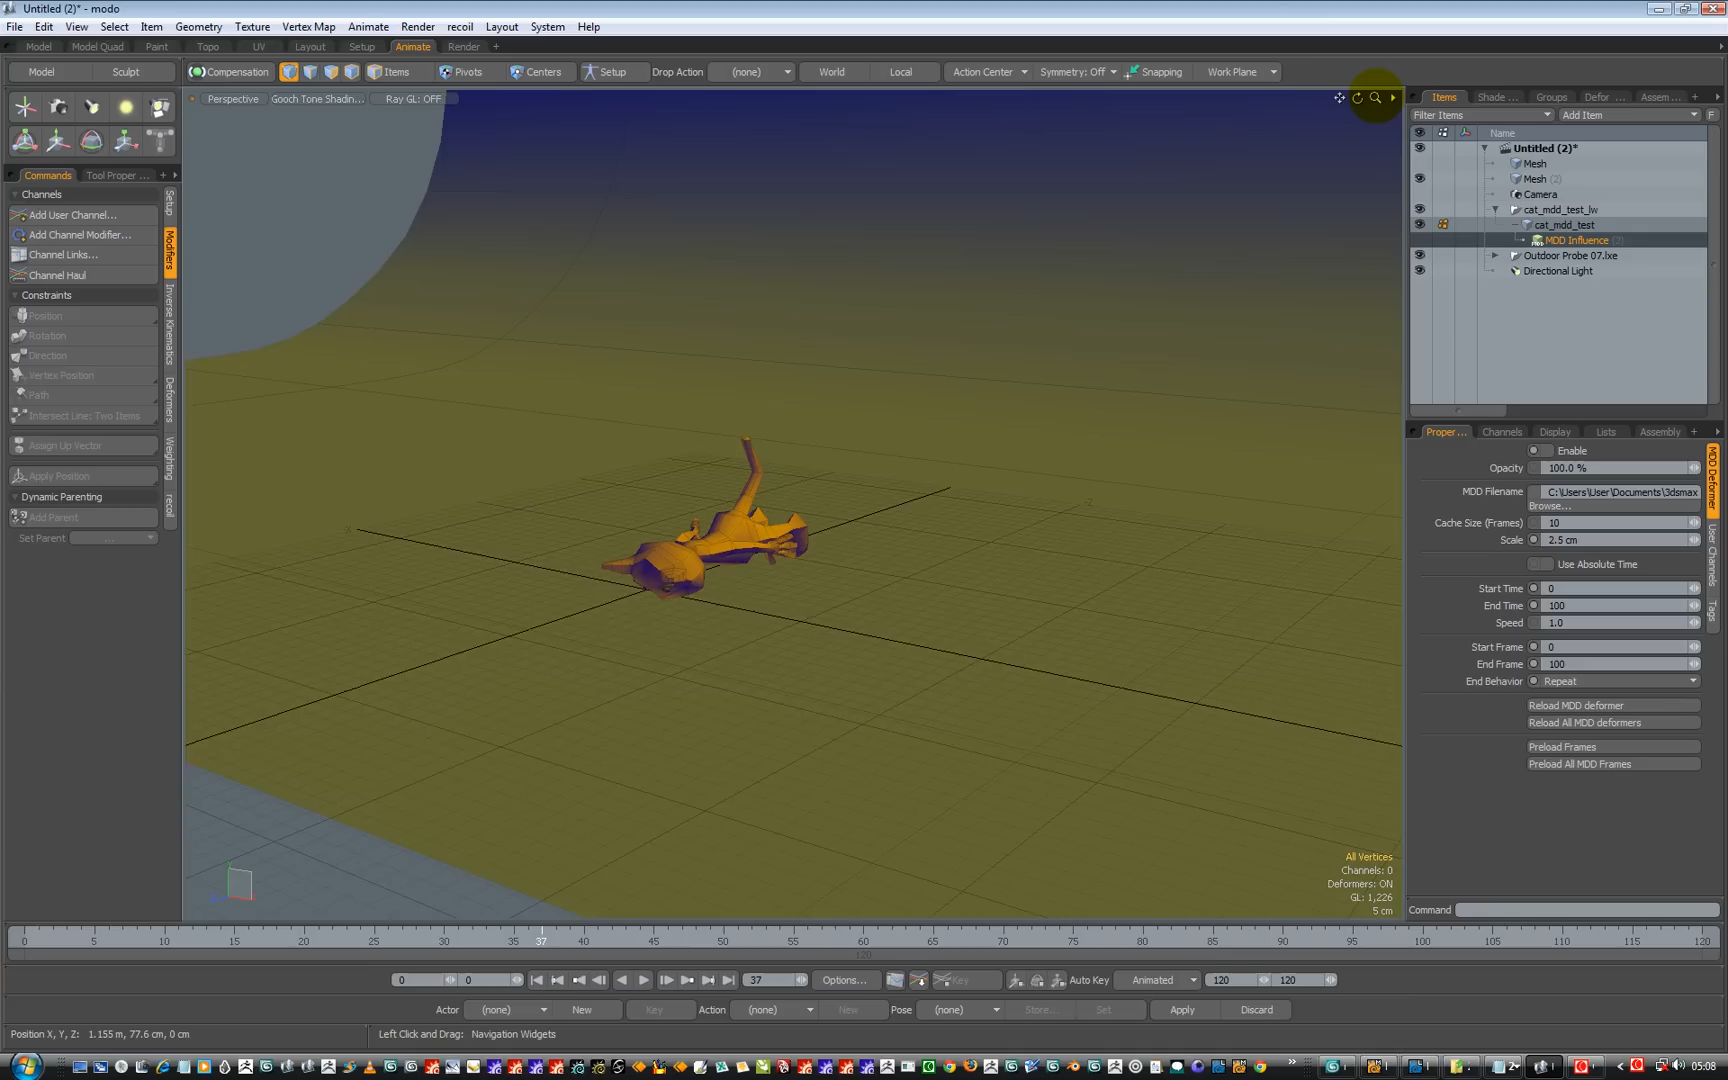 Untitled (2)* - modo
File Edit View Select Item Geometry Texture Vertex Map Animate Render recoil Layout System Help
Model Model Quad Paint Topo UV Layout Setup Animate Render +
Model Sculpt Compensation Items Pivots Centers Setup Drop Action (none) World Local Action Center Symmetry: Off Snapping Work Plane
Perspective Gooch Tone Shadin... Ray GL: OFF
Items Shade ... Groups Defor ... Assem ... +
Filter Items Add Item F
Name
Untitled (2)*
Mesh
Mesh (2)
Camera
cat_mdd_test_lw
cat_mdd_test
MDD Influence (2)
Outdoor Probe 07.lxe
Directional Light
Commands Tool Proper ... +
Channels
Add User Channel...
Add Channel Modifier...
Channel Links...
Channel Haul
Constraints
Position
Rotation
Direction
Vertex Position
Path
Intersect Line: Two Items
Assign Up Vector
Apply Position
Dynamic Parenting
Add Parent
Set Parent ...
Setup
Modifiers
Inverse Kinematics
Deformers
Weighting
recoil
Proper ... Channels Display Lists Assembly +
Enable
Opacity 100.0 %
MDD Filename C:\Users\User\Documents\3dsmax
Browse...
Cache Size (Frames) 10
Scale 2.5 cm
Use Absolute Time
Start Time 0
End Time 100
Speed 1.0
Start Frame 0
End Frame 100
End Behavior Repeat
Reload MDD deformer
Reload All MDD deformers
Preload Frames
Preload All MDD Frames
MDD Deformer
User Channels
Tags
All Vertices
Channels: 0
Deformers: ON
GL: 1,226
5 cm
Command
0 5 10 15 20 25 30 35 37 40 45 50 55 60 65 70 75 80 85 90 95 100 105 110 115 120
120
0 0 37 Options... Key Auto Key Animated 120 120
Actor (none) New Key Action (none) New Pose (none) Store... Set Apply Discard
Position X, Y, Z: 1.155 m, 77.6 cm, 0 cm Left Click and Drag: Navigation Widgets
05:08